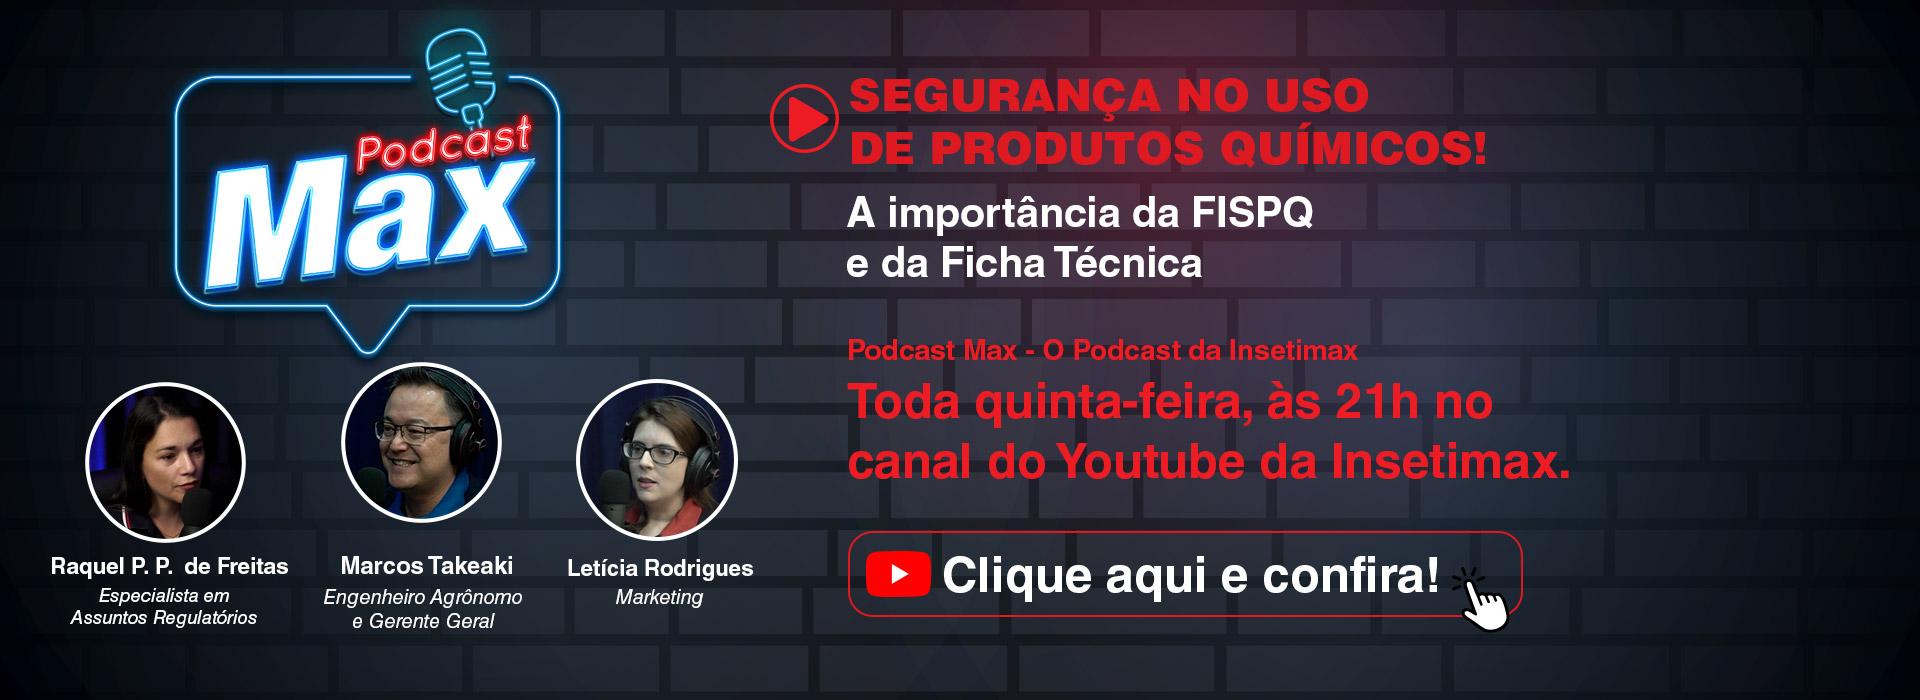 Podcast
Max
SEGURANÇA NO USO
DE PRODUTOS QUÍMICOS!
A importância da FISPQ
e da Ficha Técnica
Podcast Max - O Podcast da Insetimax
Toda quinta-feira, às 21h no
canal do Youtube da Insetimax.
Clique aqui e confira!
Raquel P. P. de Freitas
Especialista em
Assuntos Regulatórios
Marcos Takeaki
Engenheiro Agrônomo
e Gerente Geral
Letícia Rodrigues
Marketing